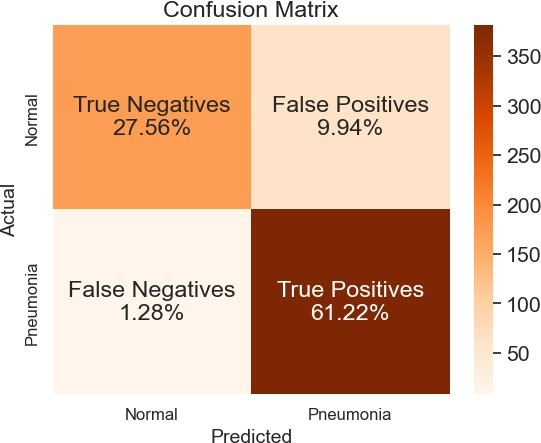 Confusion Matrix
Actual
Normal
Pneumonia
True Negatives
27.56%
False Positives
9.94%
False Negatives
1.28%
True Positives
61.22%
Normal
Pneumonia
Predicted
350
300
250
200
150
100
50